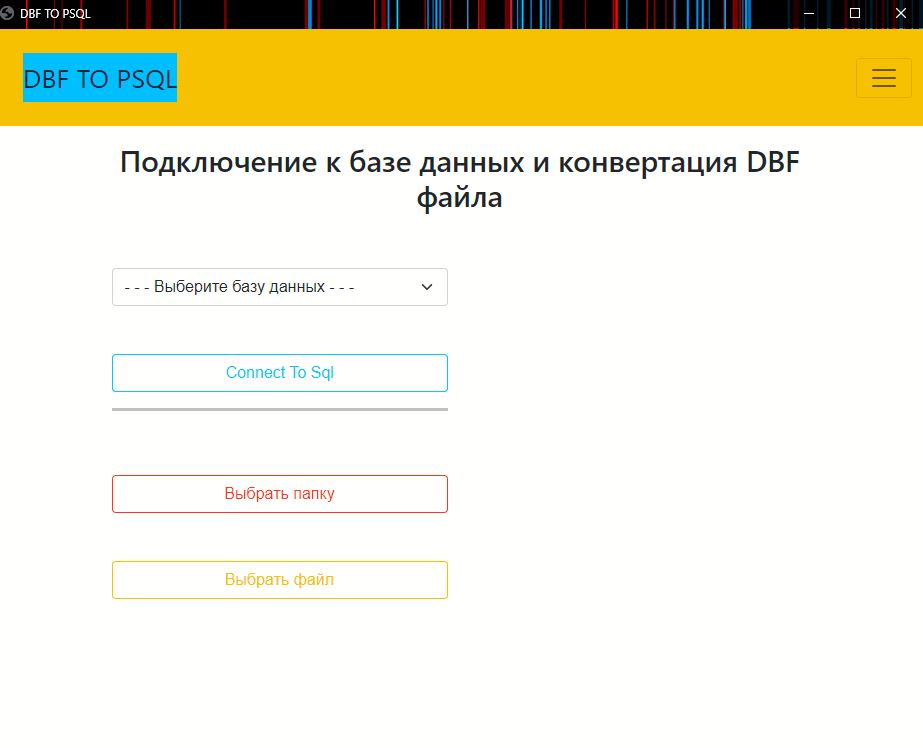 DBF TO PSQL
DBF TO PSQL
Подключение к базе данных и конвертация DBF
файла
- - - Выберите базу данных - - -
Connect To Sql
Выбрать папку
Выбрать файл